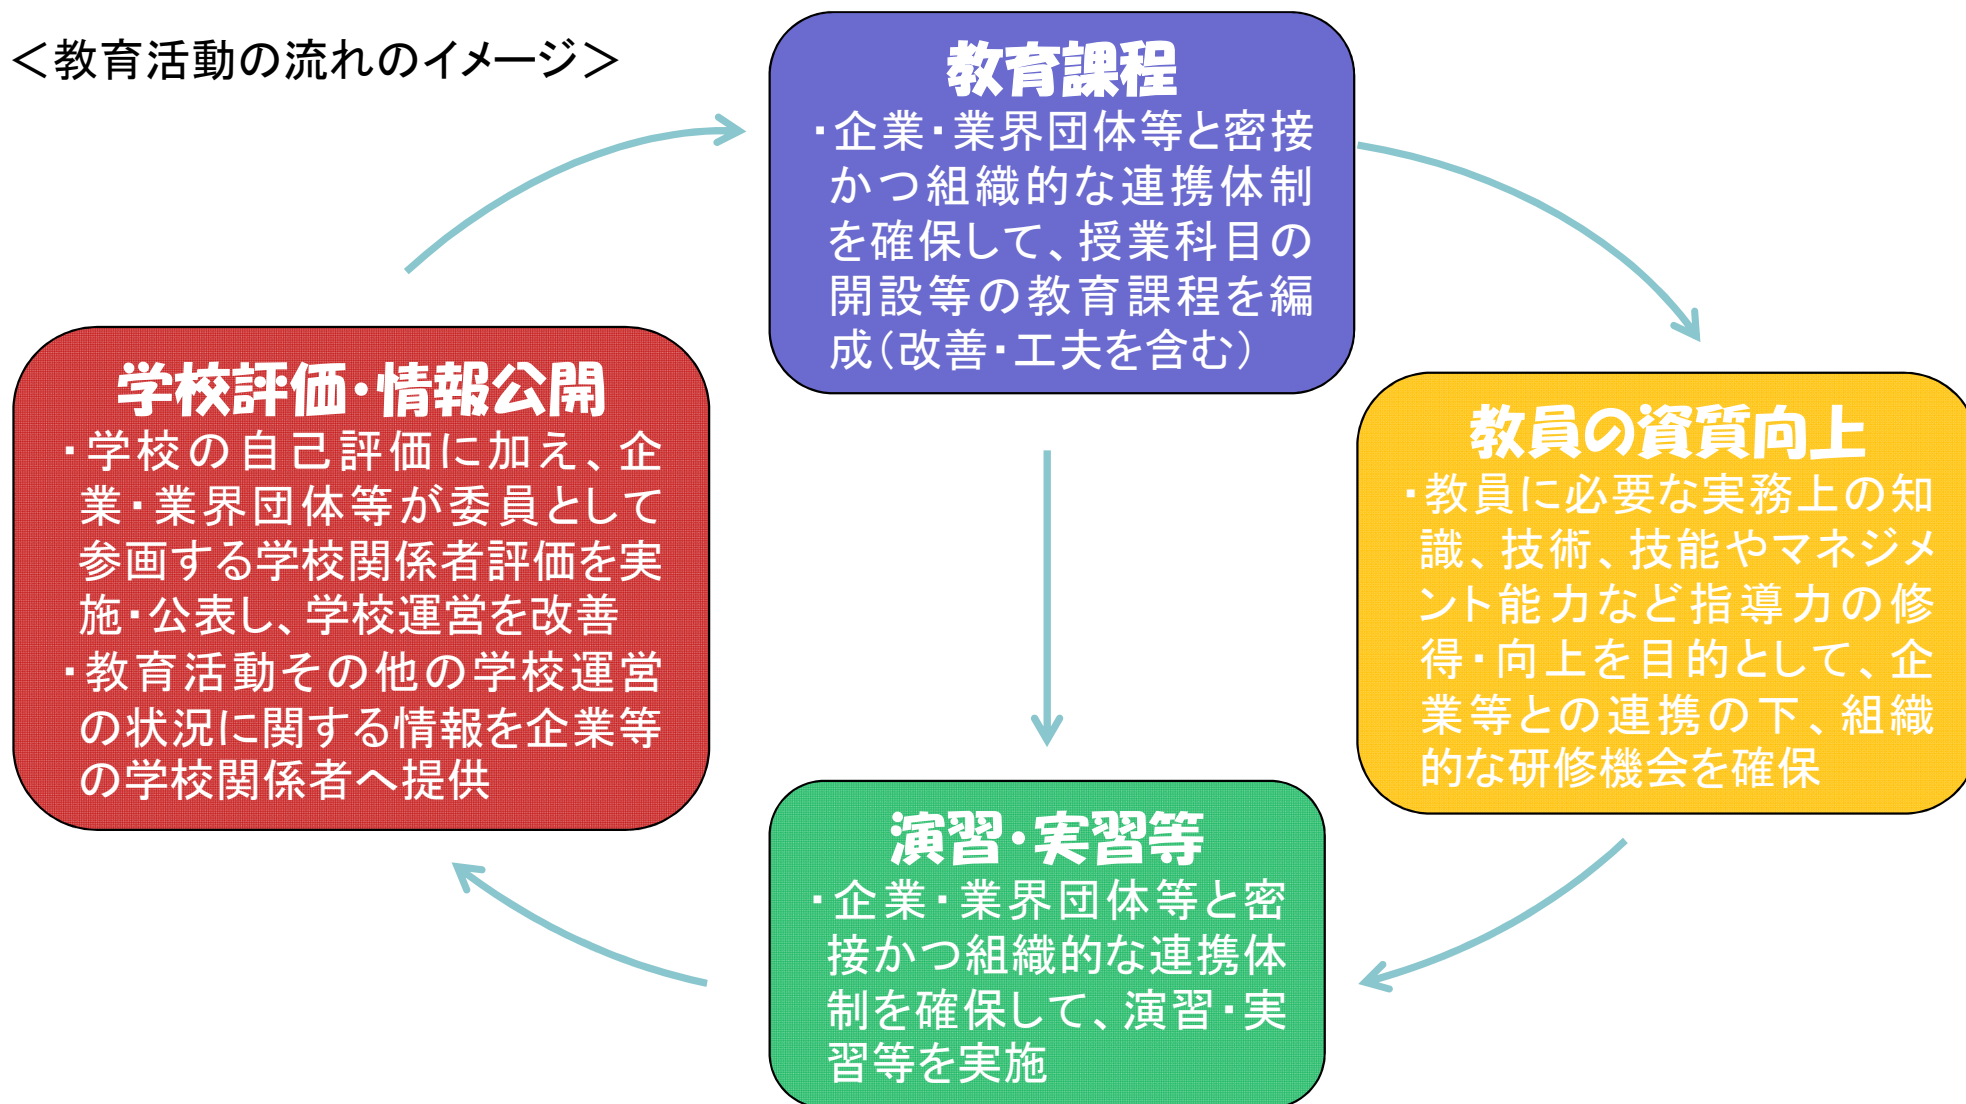 ＜教育活動の流れのイメージ＞
教育課程
・企業・業界団体等と密接
かつ組織的な連携体制
を確保して、授業科目の
開設等の教育課程を編
成（改善・工夫を含む）
教員の資質向上
・教員に必要な実務上の知
識、技術、技能やマネジメ
ント能力など指導力の修
得・向上を目的として、企
業等との連携の下、組織
的な研修機会を確保
演習・実習等
・企業・業界団体等と密
接かつ組織的な連携体
制を確保して、演習・実
習等を実施
学校評価・情報公開
・学校の自己評価に加え、企
業・業界団体等が委員として
参画する学校関係者評価を実
施・公表し、学校運営を改善
・教育活動その他の学校運営
の状況に関する情報を企業等
の学校関係者へ提供